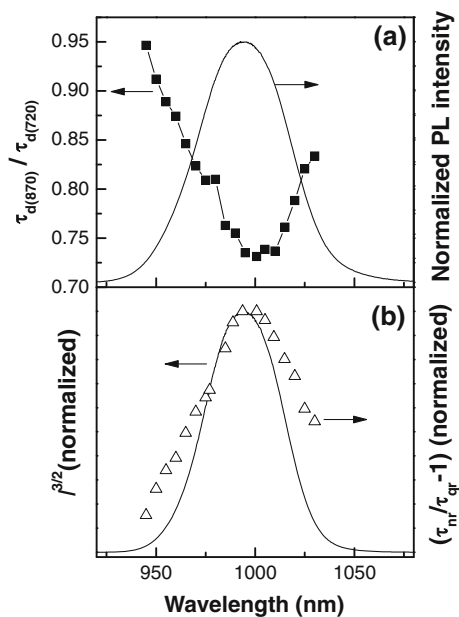 (a)
0.95
0.90
0.85
0.80
0.75
0.70
τd(870) / τd(720)
Normalized PL intensity
(b)
I3/2(normalized)
(τnr/τqr-1) (normalized)
950
1000
1050
Wavelength (nm)